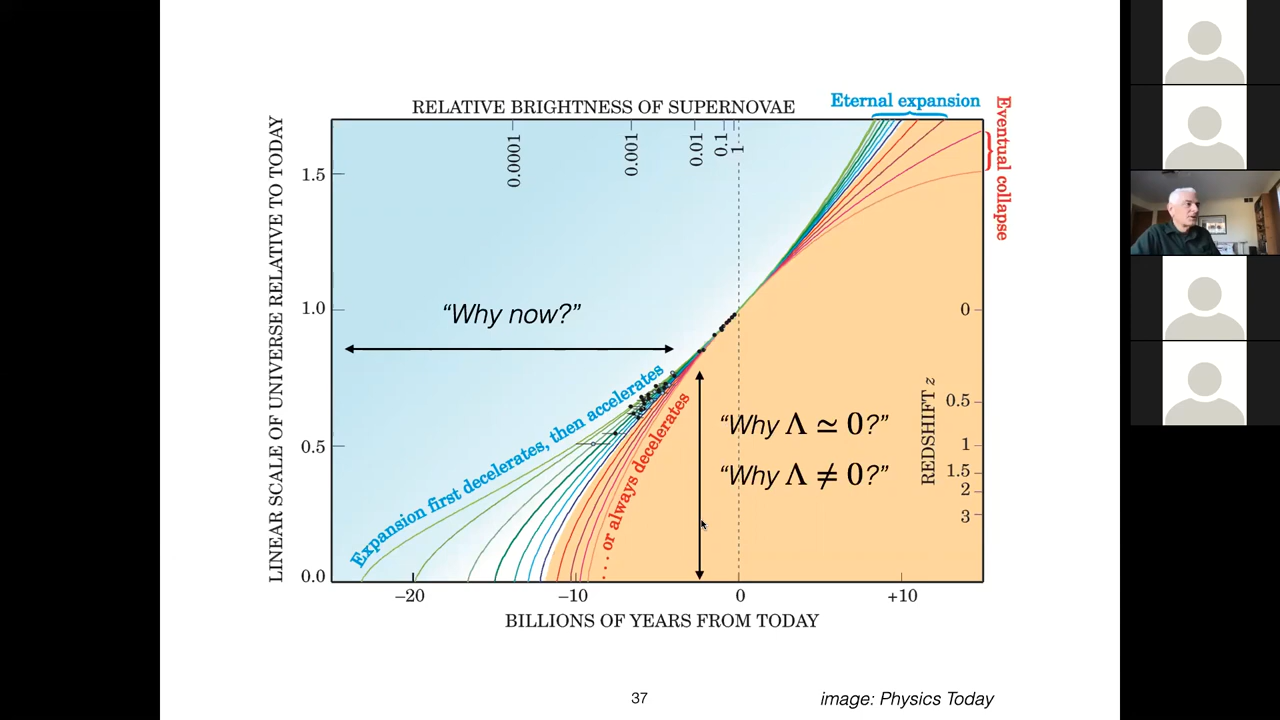 RELATIVE BRIGHTNESS OF SUPERNOVAE
Eternal expansion
Eventual collapse
0.0001
0.001
0.01
0.1
1
LINEAR SCALE OF UNIVERSE RELATIVE TO TODAY
1.5
1.0
0.5
0.0
“Why now?”
Expansion first decelerates, then accelerates
. . . or always decelerates
“Why Λ ≃ 0?”
“Why Λ ≠ 0?”
REDSHIFT z
0
0.5
1
1.5
2
3
–20
–10
0
+10
BILLIONS OF YEARS FROM TODAY
37
image: Physics Today